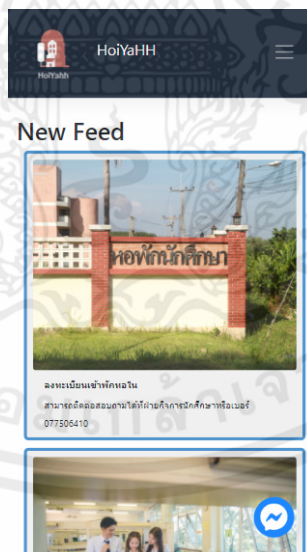 HoiYaHH
HoiYahh
New Feed
หอพักนักศึกษา
ลงทะเบียนเข้าพักหอใน
สามารถติดต่อสอบถามได้ที่ฝ่ายกิจการนักศึกษาหรือเบอร์
077506410